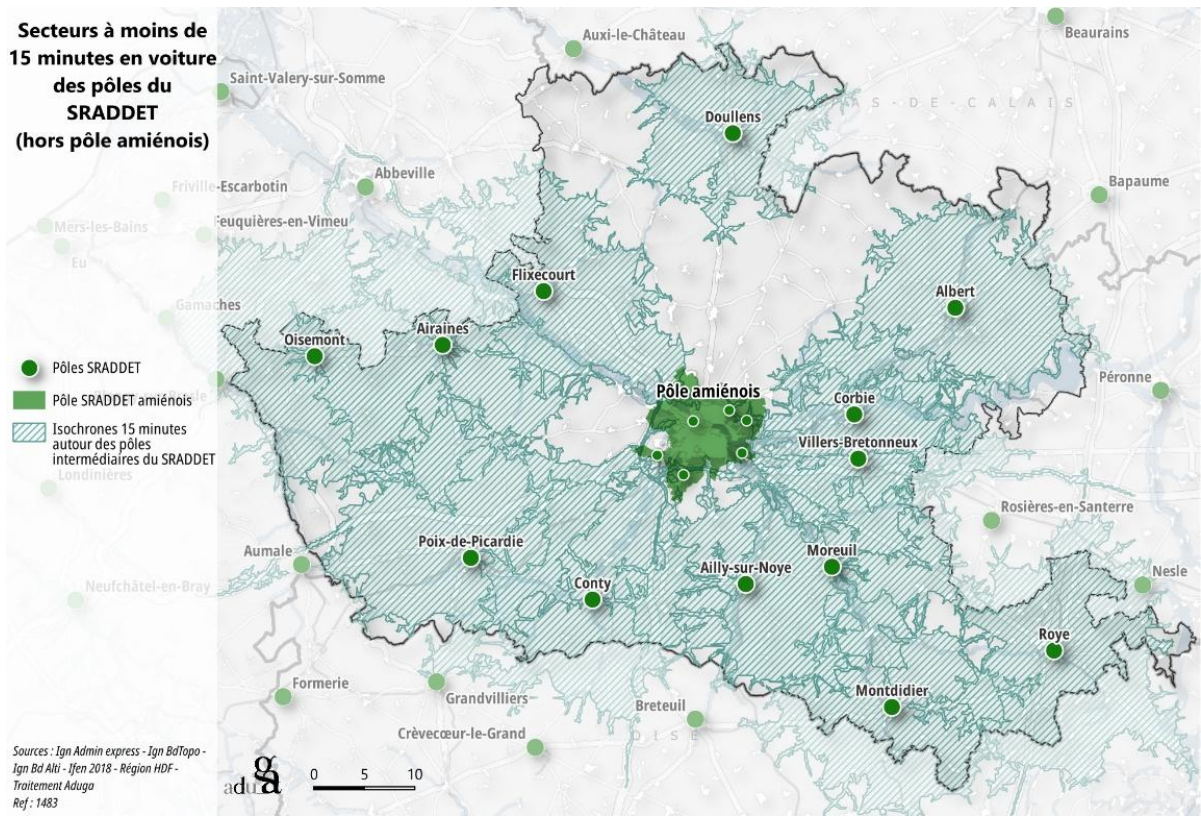 Secteurs à moins de
15 minutes en voiture
des pôles du
SRADDET
(hors pôle amiénois)
Beaurains
Auxi-le-Château
Saint-Valery-sur-Somme
PAS-DE-CALAIS
Doullens
Abbeville
Friville-Escarbotin
Bapaume
Feuquières-en-Vimeu
Mers-les-Bains
Eu
Flixecourt
Albert
Gamaches
Oisemont
Airaines
Pôles SRADDET
Pôle amiénois
Péronne
Pôle SRADDET amiénois
Corbie
Isochrones 15 minutes
autour des pôles
intermédiaires du SRADDET
Villers-Bretonneux
Londinières
Rosières-en-Santerre
Aumale
Poix-de-Picardie
Moreuil
Ailly-sur-Noye
Nesle
Neufchâtel-en-Bray
Conty
Roye
Formerie
Grandvilliers
Montdidier
Breteuil
Crèvecœur-le-Grand
OISE
Sources : Ign Admin express - Ign BdTopo -
Ign Bd Alti - Ifen 2018 - Région HDF -
Traitement Aduga
Ref : 1483
aduga
0 5 10